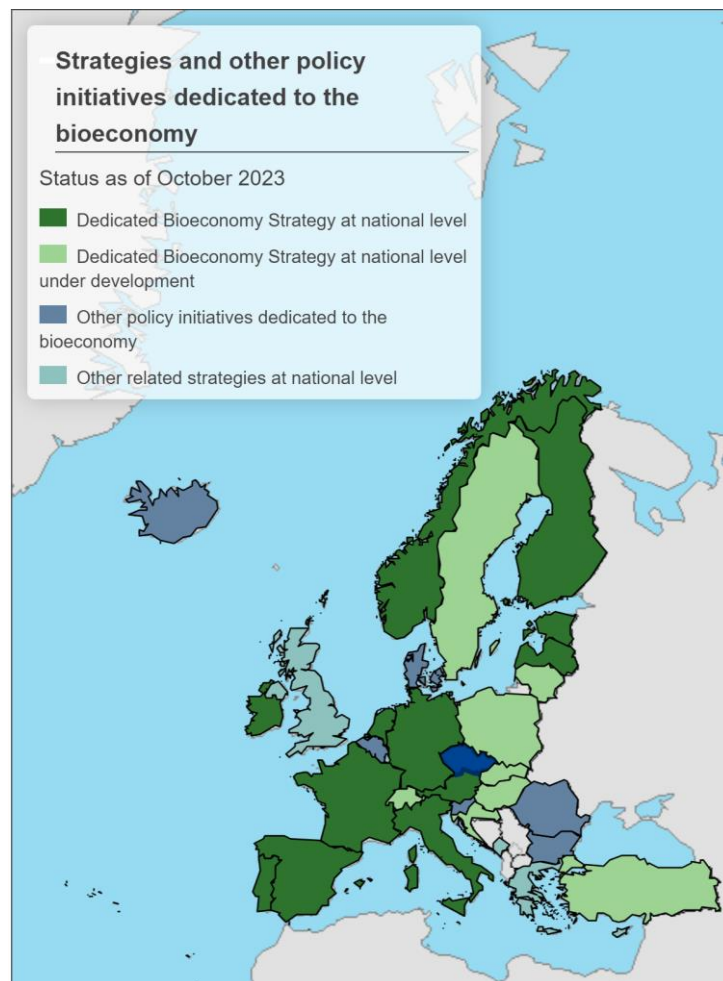 Strategies and other policy
initiatives dedicated to the
bioeconomy
Status as of October 2023
Dedicated Bioeconomy Strategy at national level
Dedicated Bioeconomy Strategy at national level
under development
Other policy initiatives dedicated to the
bioeconomy
Other related strategies at national level